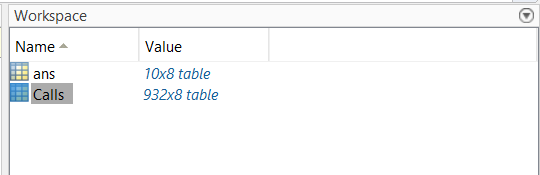 Workspace
Name Value
ans 10x8 table
Calls 932x8 table